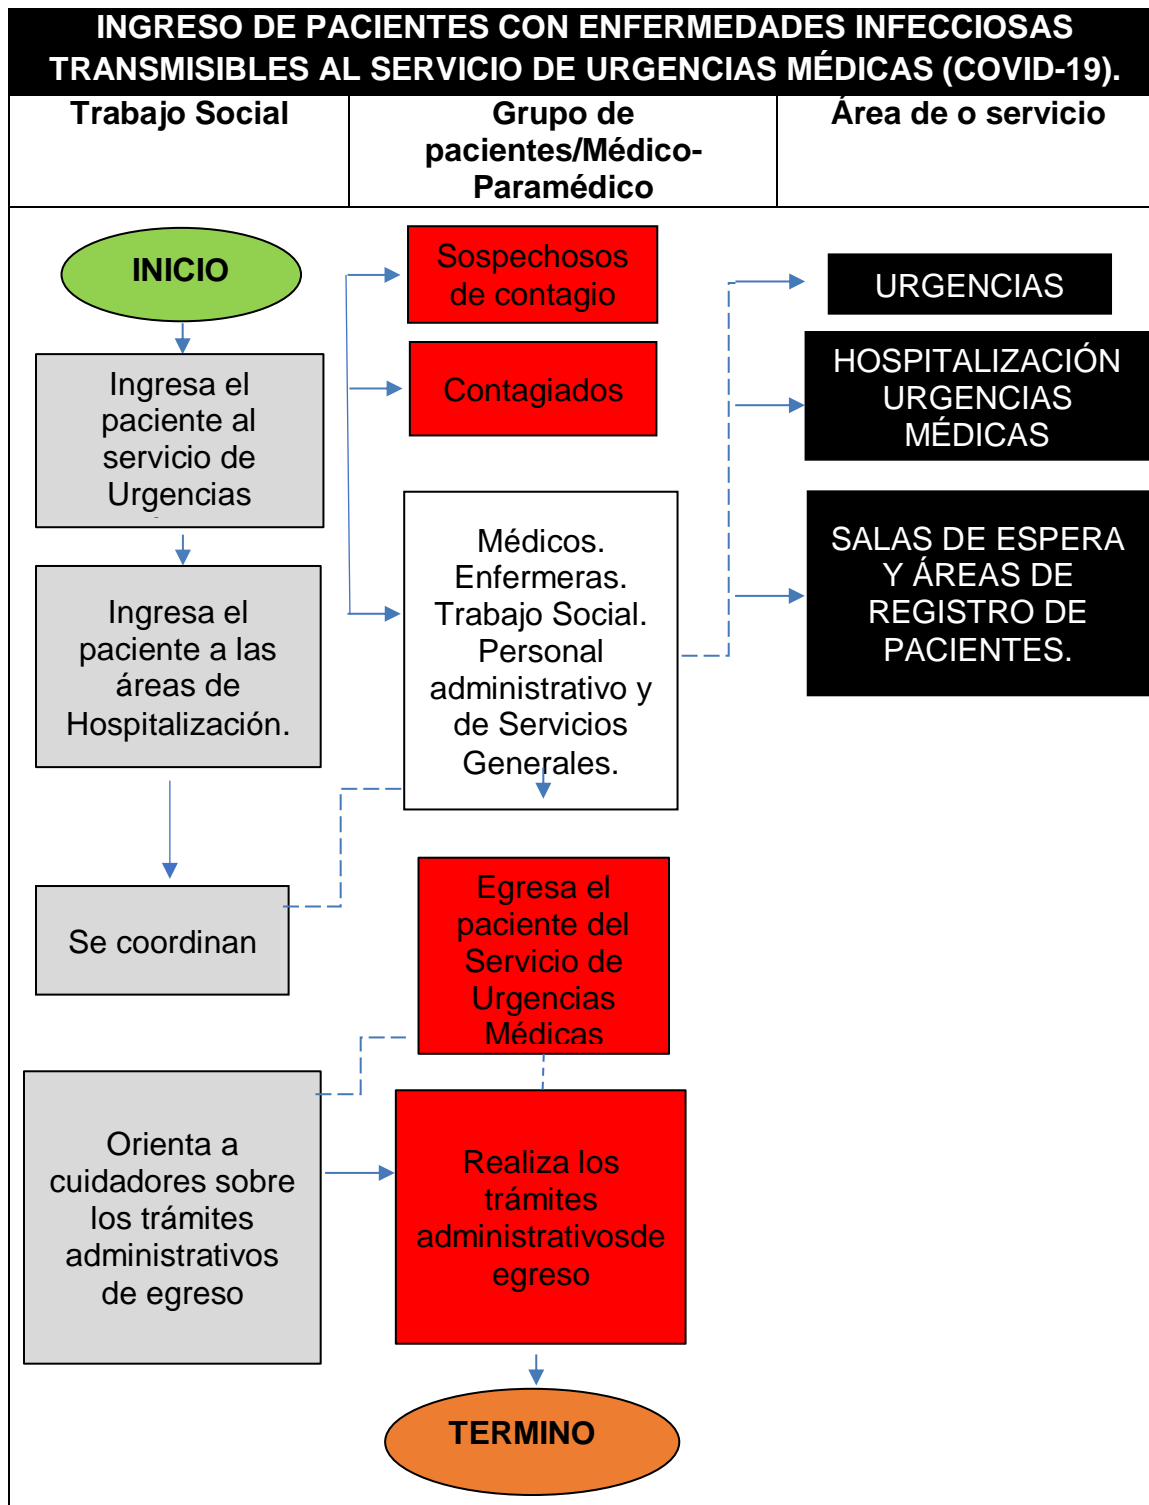 INGRESO DE PACIENTES CON ENFERMEDADES INFECCIOSAS
TRANSMISIBLES AL SERVICIO DE URGENCIAS MÉDICAS (COVID-19).
Trabajo Social
Grupo de
pacientes/Médico-
Paramédico
Área de o servicio
INICIO
Ingresa el
paciente al
servicio de
Urgencias
Ingresa el
paciente a las
áreas de
Hospitalización.
Se coordinan
Orienta a
cuidadores sobre
los trámites
administrativos
de egreso
Sospechosos
de contagio
Contagiados
Médicos.
Enfermeras.
Trabajo Social.
Personal
administrativo y
de Servicios
Generales.
Egresa el
paciente del
Servicio de
Urgencias
Médicas
Realiza los
trámites
administrativosde
egreso
TERMINO
URGENCIAS
HOSPITALIZACIÓN
URGENCIAS
MÉDICAS
SALAS DE ESPERA
Y ÁREAS DE
REGISTRO DE
PACIENTES.